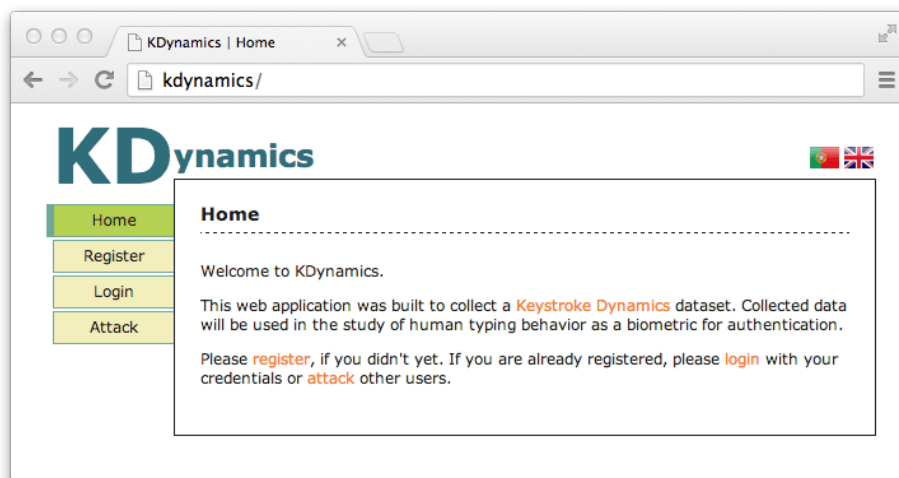 KDynamics | Home
kdynamics/
KDynamics
Home
Register
Login
Attack
Home
Welcome to KDynamics.
This web application was built to collect a Keystroke Dynamics dataset. Collected data
will be used in the study of human typing behavior as a biometric for authentication.
Please register, if you didn't yet. If you are already registered, please login with your
credentials or attack other users.